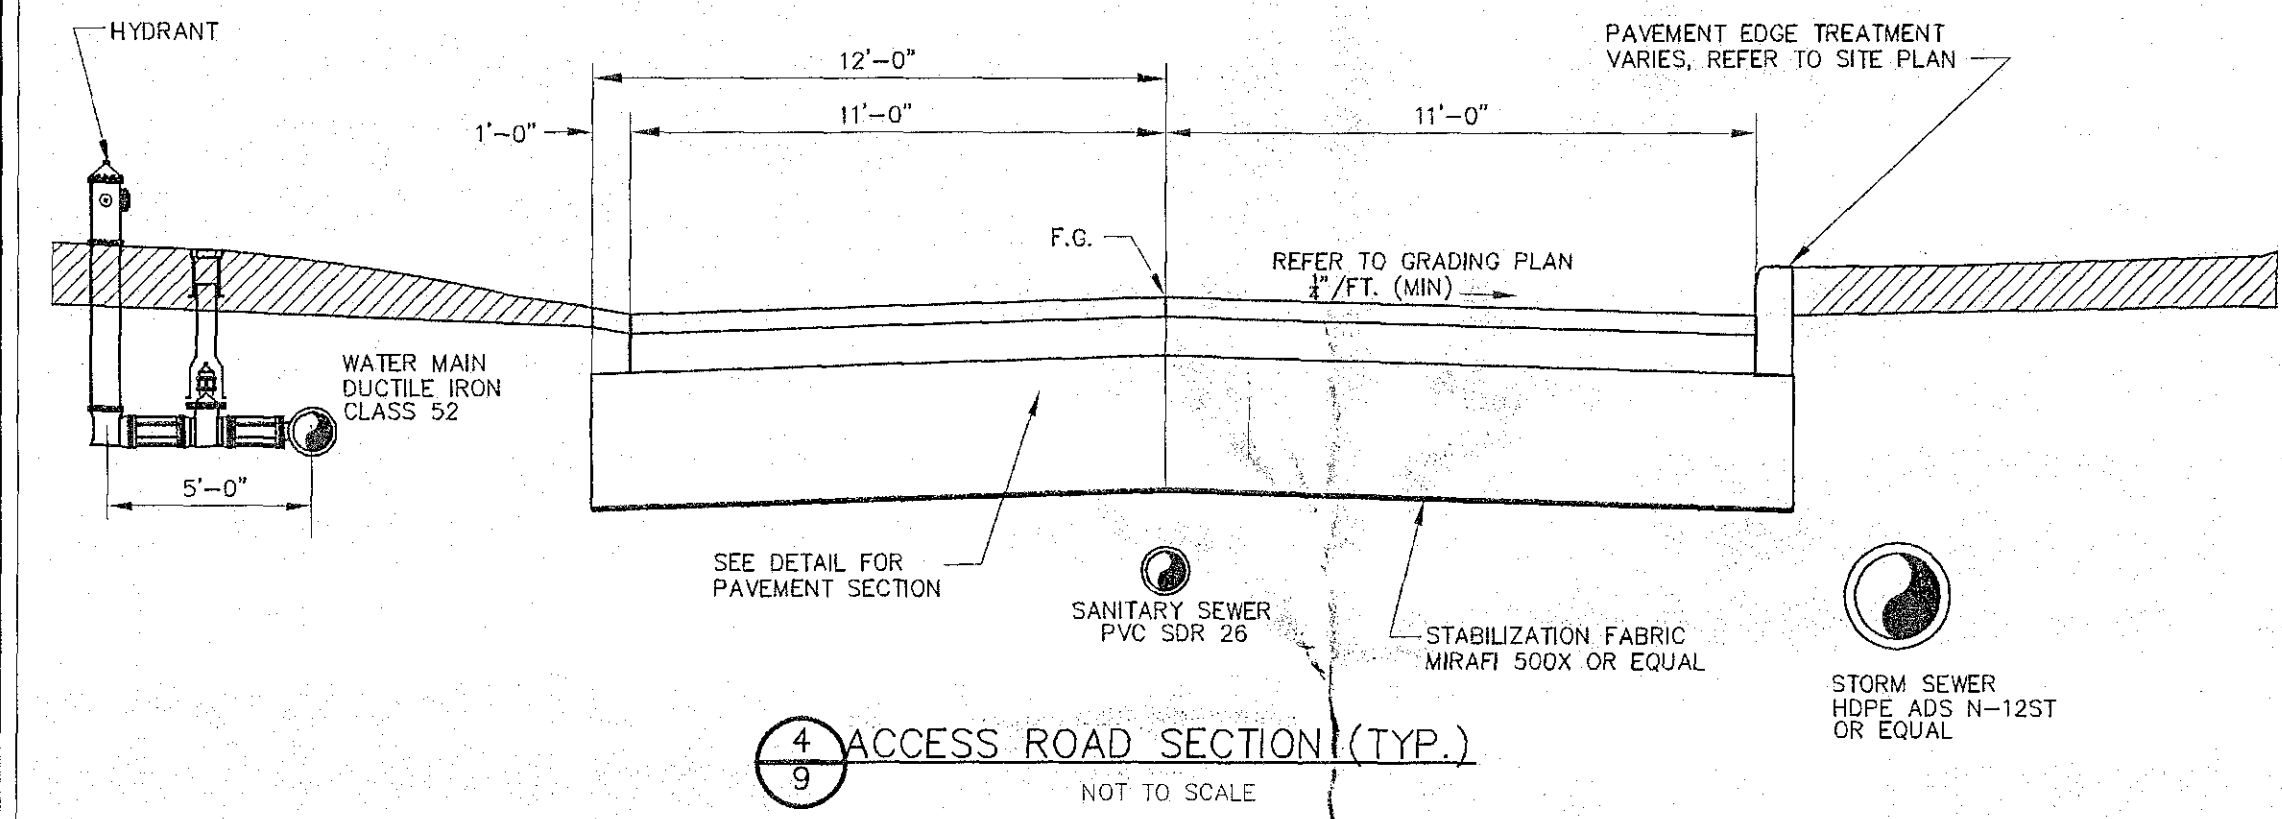 HYDRANT
12'-0"
PAVEMENT EDGE TREATMENT
VARIES, REFER TO SITE PLAN
1'-0"
11'-0"
11'-0"
F.G.
REFER TO GRADING PLAN
¼"/FT. (MIN)
WATER MAIN
DUCTILE IRON
CLASS 52
5'-0"
SEE DETAIL FOR
PAVEMENT SECTION
SANITARY SEWER
PVC SDR 26
STABILIZATION FABRIC
MIRAFI 500X OR EQUAL
STORM SEWER
HDPE ADS N-12ST
OR EQUAL
4
9
ACCESS ROAD SECTION (TYP.)
NOT TO SCALE